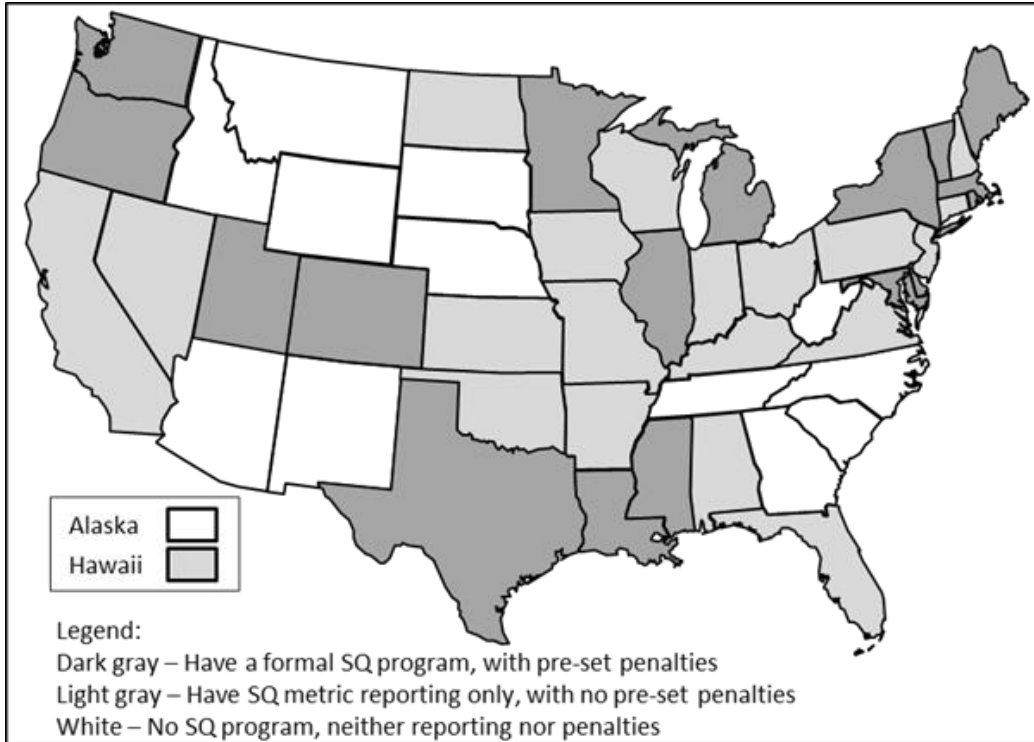 Alaska
Hawaii
Legend:
Dark gray – Have a formal SQ program, with pre-set penalties
Light gray – Have SQ metric reporting only, with no pre-set penalties
White – No SQ program, neither reporting nor penalties